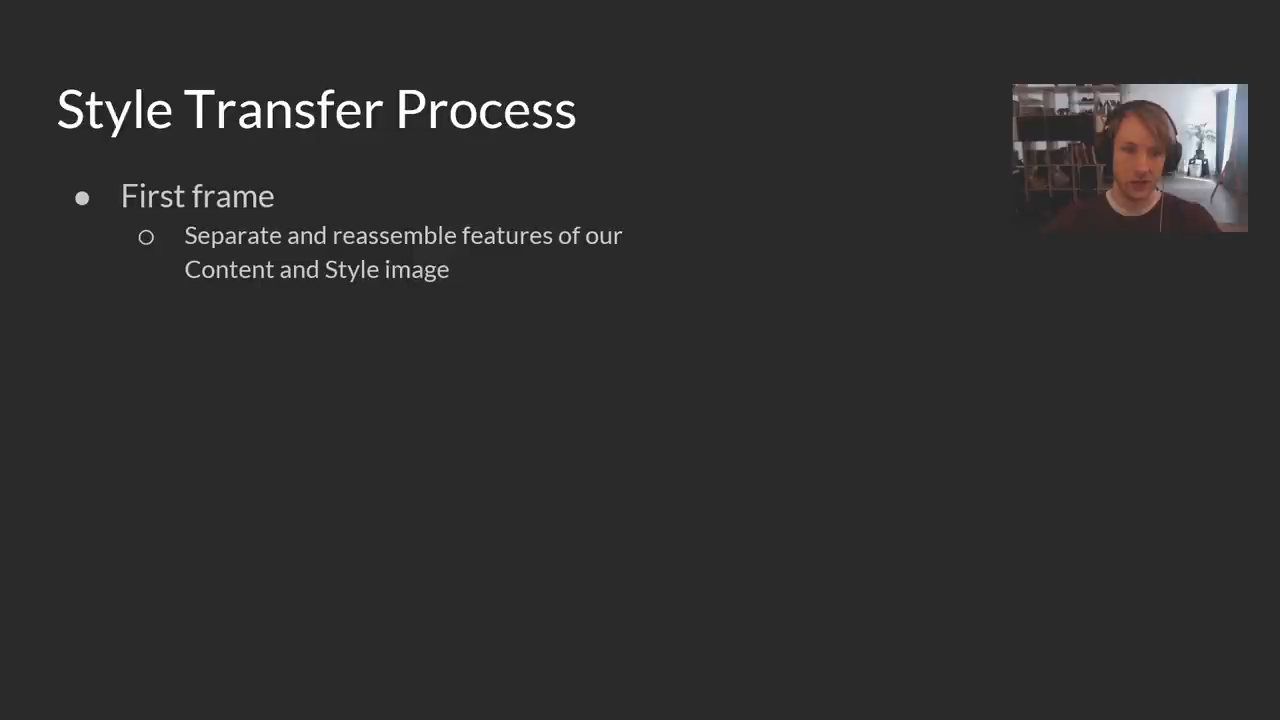 Style Transfer Process
● First frame
○ Separate and reassemble features of our
Content and Style image